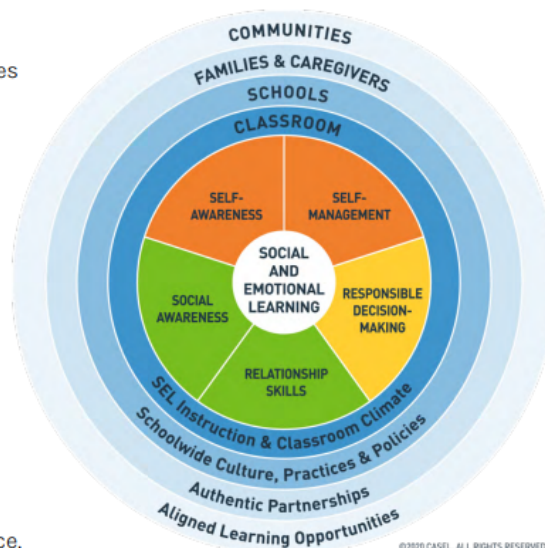 COMMUNITIES
es
FAMILIES & CAREGIVERS
SCHOOLS
CLASSROOM
SELF-
AWARENESS
SELF-
MANAGEMENT
SOCIAL
AND
EMOTIONAL
LEARNING
SOCIAL
AWARENESS
RESPONSIBLE
DECISION-
MAKING
RELATIONSHIP
SKILLS
SEL Instruction & Classroom Climate
Schoolwide Culture, Practices & Policies
Authentic Partnerships
Aligned Learning Opportunities
ce.
©2020 CASEL. ALL RIGHTS RESERVED